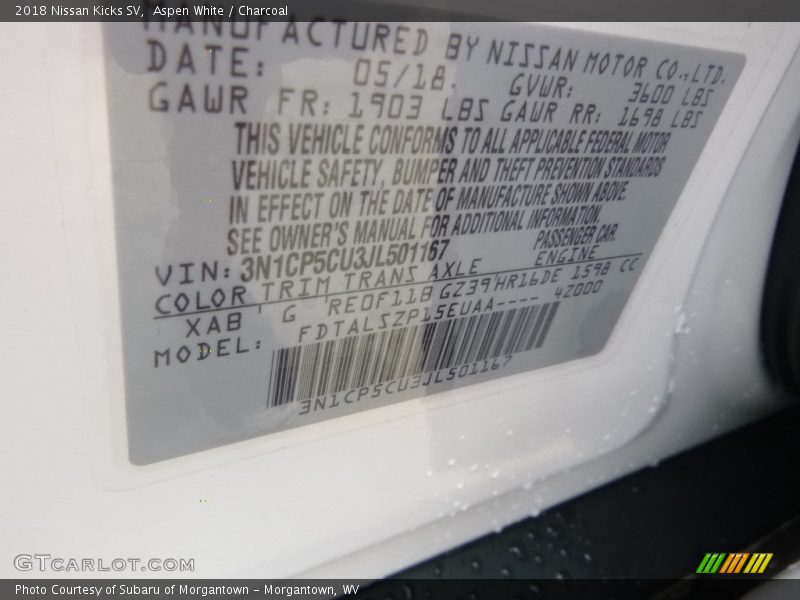 2018 Nissan Kicks SV, Aspen White / Charcoal
MANUFACTURED BY NISSAN MOTOR CO.,LTD.
DATE: 05/18. GVWR: 3600 LBS
GAWR FR: 1903 LBS GAWR RR: 1698 LBS
THIS VEHICLE CONFORMS TO ALL APPLICABLE FEDERAL MOTOR
VEHICLE SAFETY, BUMPER AND THEFT PREVENTION STANDARDS
IN EFFECT ON THE DATE OF MANUFACTURE SHOWN ABOVE.
SEE OWNER'S MANUAL FOR ADDITIONAL INFORMATION.
VIN: 3N1CP5CU3JL501167 PASSENGER CAR.
COLOR TRIM TRANS AXLE ENGINE
XAB , G RE0F11B GZ39'HR16DE 1598 CC
MODEL: FDTALSZP15EUAA---- 4Z000
3N1CP5CU3JL501167
GTCARLOT.COM
Photo Courtesy of Subaru of Morgantown - Morgantown, WV